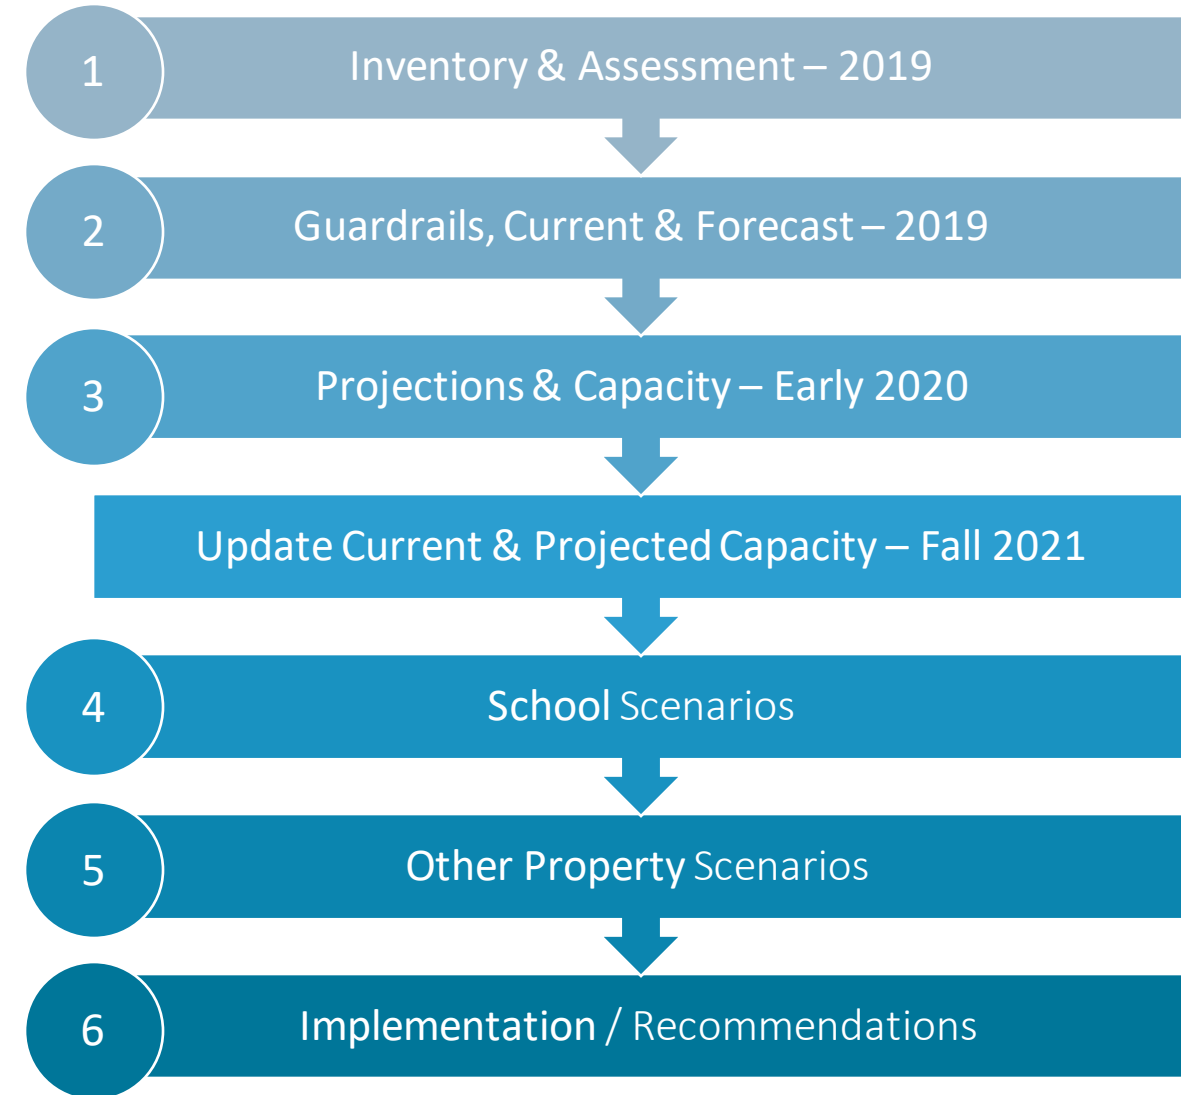 1
Inventory & Assessment – 2019
2
Guardrails, Current & Forecast – 2019
3
Projections & Capacity – Early 2020
Update Current & Projected Capacity – Fall 2021
4
School Scenarios
5
Other Property Scenarios
6
Implementation / Recommendations